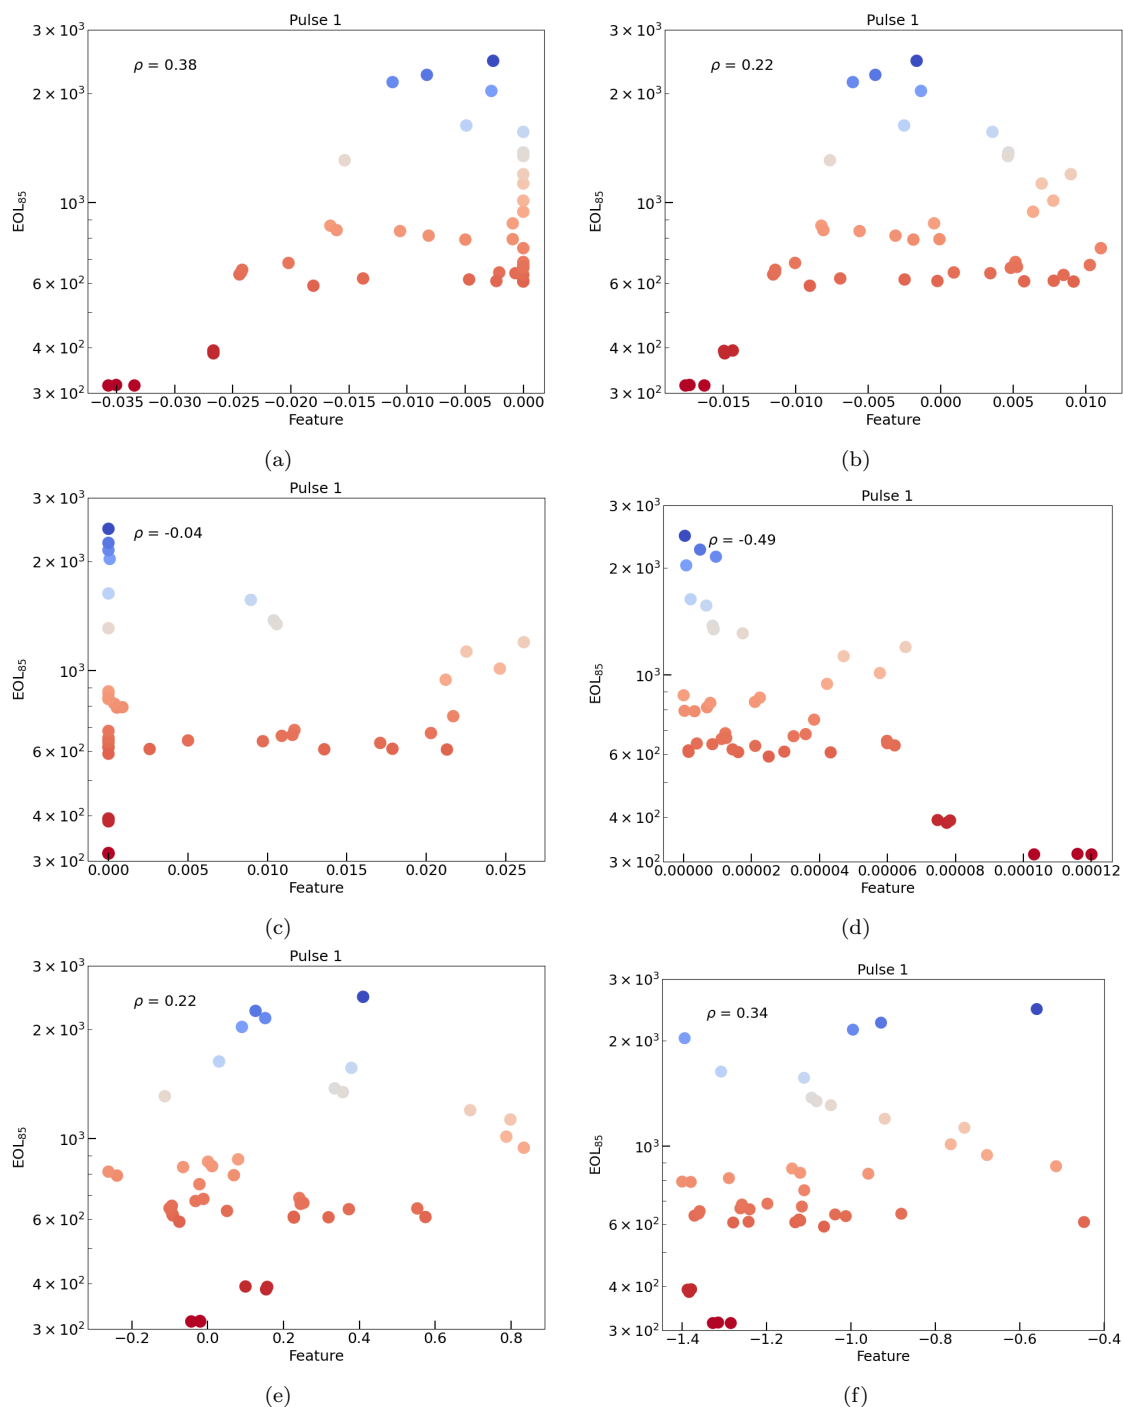 Pulse 1
ρ = 0.38
EOL85
3 × 10³
2 × 10³
10³
6 × 10²
4 × 10²
3 × 10²
−0.035 −0.030 −0.025 −0.020 −0.015 −0.010 −0.005 0.000
Feature
(a)
Pulse 1
ρ = 0.22
EOL85
3 × 10³
2 × 10³
10³
6 × 10²
4 × 10²
3 × 10²
−0.015 −0.010 −0.005 0.000 0.005 0.010
Feature
(b)
Pulse 1
ρ = -0.04
EOL85
3 × 10³
2 × 10³
10³
6 × 10²
4 × 10²
3 × 10²
0.000 0.005 0.010 0.015 0.020 0.025
Feature
(c)
Pulse 1
ρ = -0.49
EOL85
3 × 10³
2 × 10³
10³
6 × 10²
4 × 10²
3 × 10²
0.00000 0.00002 0.00004 0.00006 0.00008 0.00010 0.00012
Feature
(d)
Pulse 1
ρ = 0.22
EOL85
3 × 10³
2 × 10³
10³
6 × 10²
4 × 10²
3 × 10²
−0.2 0.0 0.2 0.4 0.6 0.8
Feature
(e)
Pulse 1
ρ = 0.34
EOL85
3 × 10³
2 × 10³
10³
6 × 10²
4 × 10²
3 × 10²
−1.4 −1.2 −1.0 −0.8 −0.6 −0.4
Feature
(f)